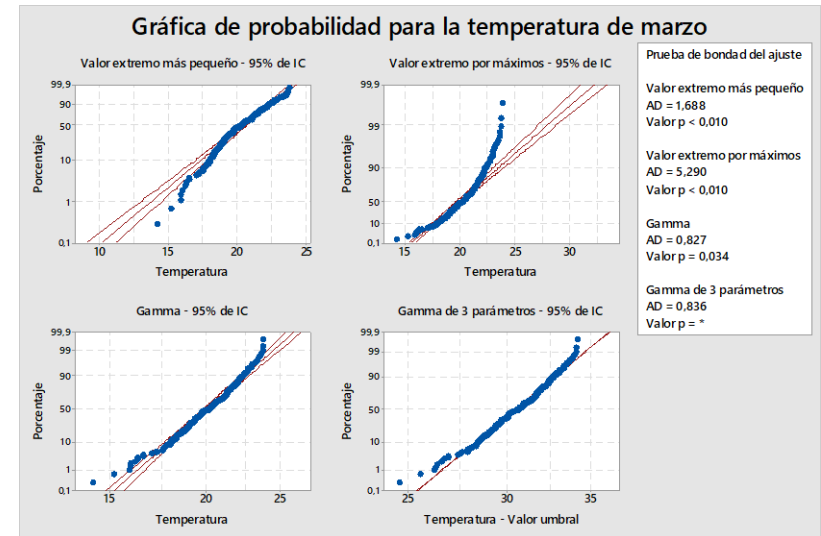 Gráfica de probabilidad para la temperatura de marzo
Valor extremo más pequeño - 95% de IC
99,9
90
50
10
1
0,1
Porcentaje
10
15
20
25
Temperatura
Valor extremo por máximos - 95% de IC
99,9
99
90
50
10
0,1
Porcentaje
15
20
25
30
Temperatura
Gamma - 95% de IC
99,9
99
90
50
10
1
0,1
Porcentaje
15
20
25
Temperatura
Gamma de 3 parámetros - 95% de IC
99,9
99
90
50
10
1
0,1
Porcentaje
25
30
35
Temperatura - Valor umbral
Prueba de bondad del ajuste
Valor extremo más pequeño
AD = 1,688
Valor p < 0,010
Valor extremo por máximos
AD = 5,290
Valor p < 0,010
Gamma
AD = 0,827
Valor p = 0,034
Gamma de 3 parámetros
AD = 0,836
Valor p = *